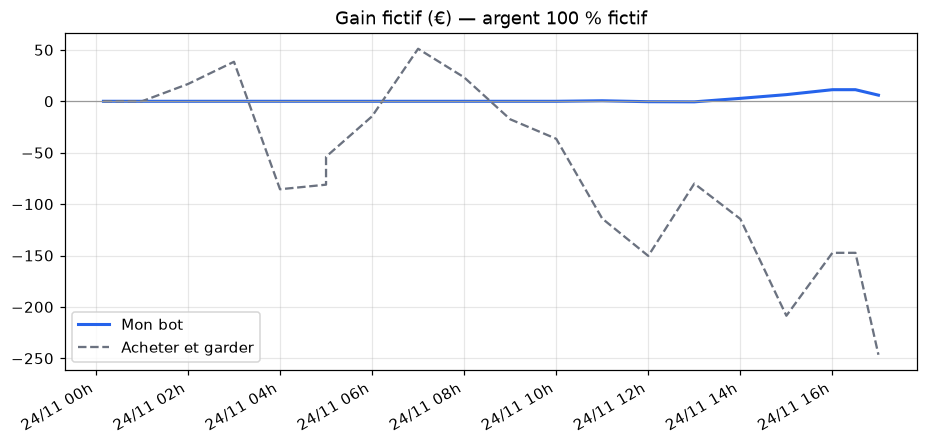 Gain fictif (€) — argent 100 % fictif
50
0
−50
−100
−150
−200
−250
Mon bot
Acheter et garder
24/11 00h
24/11 02h
24/11 04h
24/11 06h
24/11 08h
24/11 10h
24/11 12h
24/11 14h
24/11 16h